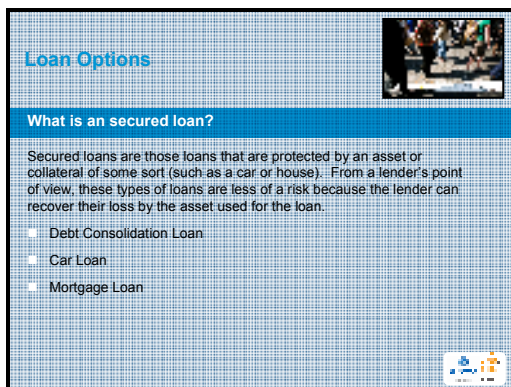 Loan Options
What is an secured loan?
Secured loans are those loans that are protected by an asset or
collateral of some sort (such as a car or house).  From a lender's point
of view, these types of loans are less of a risk because the lender can
recover their loss by the asset used for the loan.
Debt Consolidation Loan
Car Loan
Mortgage Loan